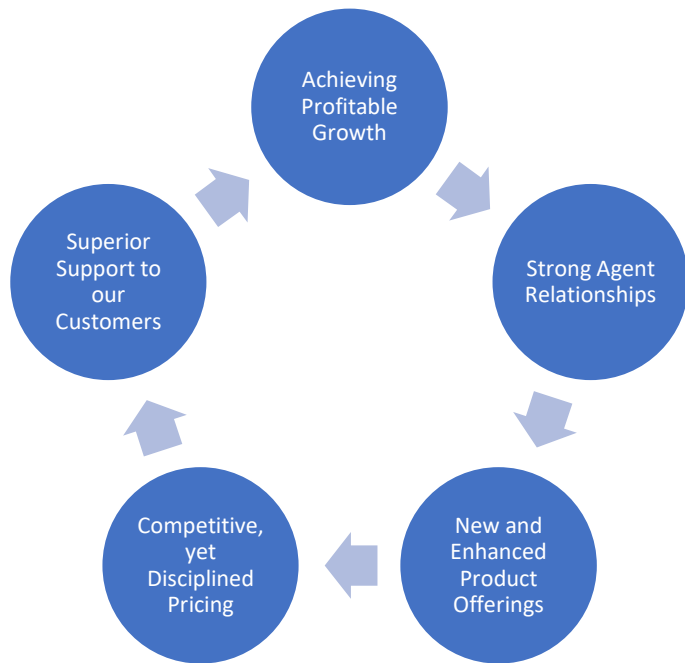 Achieving
Profitable
Growth
Strong Agent
Relationships
New and
Enhanced
Product
Offerings
Competitive,
yet
Disciplined
Pricing
Superior
Support to
our
Customers